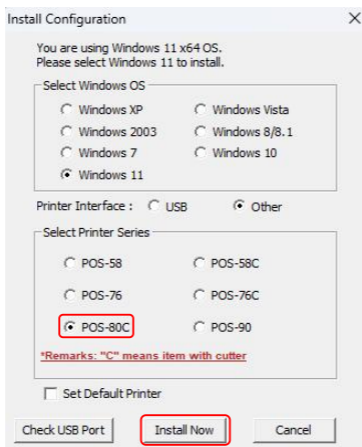 Install Configuration
You are using Windows 11 x64 OS.
Please select Windows 11 to install.
Select Windows OS
Windows XP
Windows Vista
Windows 2003
Windows 8/8.1
Windows 7
Windows 10
Windows 11
Printer Interface :
USB
Other
Select Printer Series
POS-58
POS-58C
POS-76
POS-76C
POS-80C
POS-90
*Remarks: "C" means item with cutter
Set Default Printer
Check USB Port
Install Now
Cancel